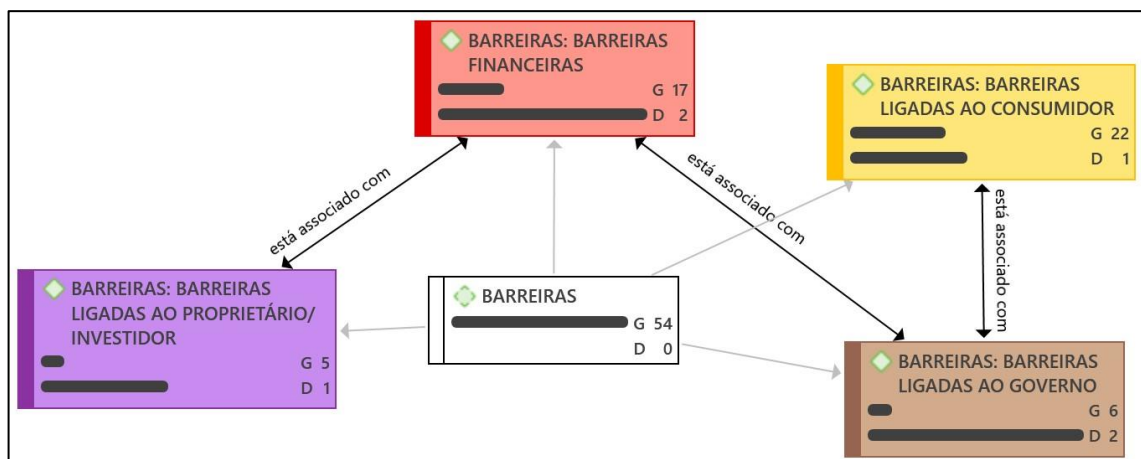 BARREIRAS: BARREIRAS
FINANCEIRAS
G 17
D 2
BARREIRAS: BARREIRAS
LIGADAS AO CONSUMIDOR
G 22
D 1
está associado com
está associado com
está associado com
BARREIRAS: BARREIRAS
LIGADAS AO PROPRIETÁRIO/
INVESTIDOR
G 5
D 1
BARREIRAS
G 54
D 0
BARREIRAS: BARREIRAS
LIGADAS AO GOVERNO
G 6
D 2